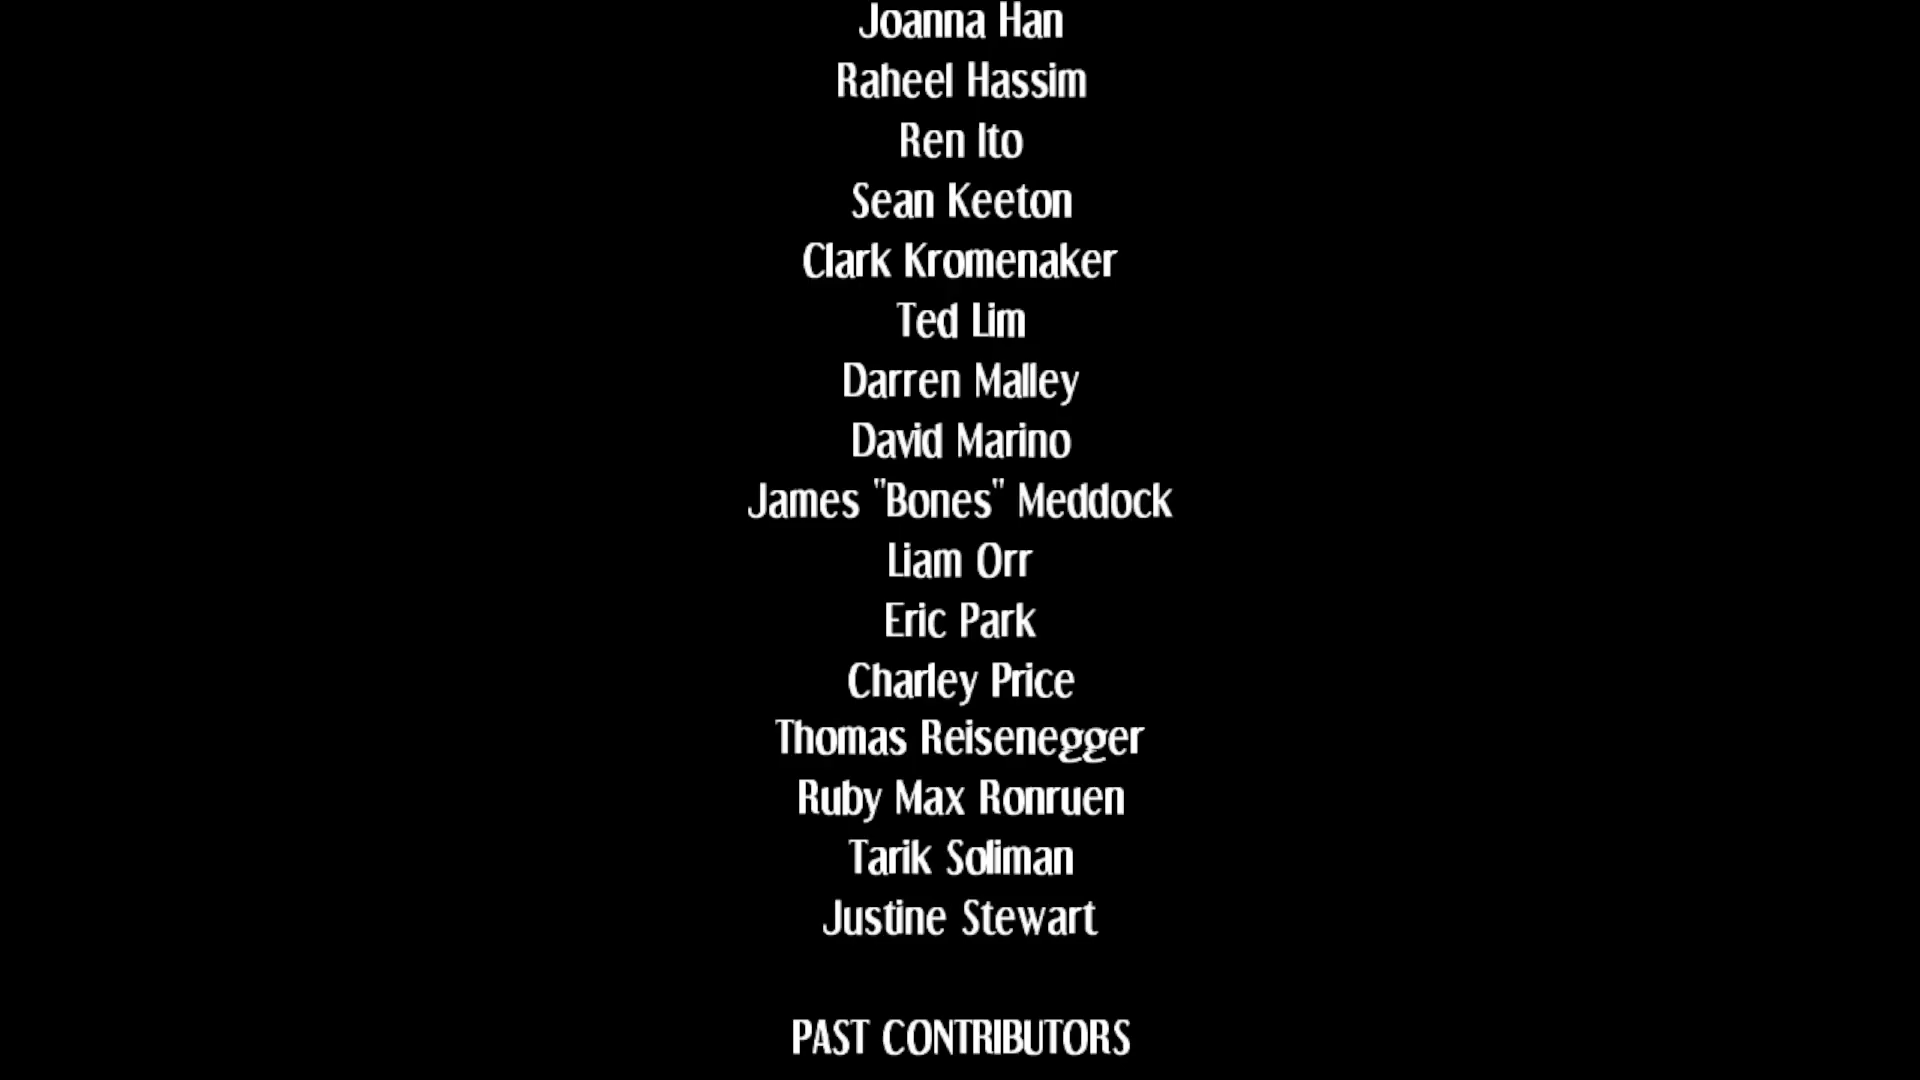 Joanna Han
Raheel Hassim
Ren Ito
Sean Keeton
Clark Kromenaker
Ted Lim
Darren Malley
David Marino
James "Bones" Meddock
Liam Orr
Eric Park
Charley Price
Thomas Reisenegger
Ruby Max Ronruen
Tarik Soliman
Justine Stewart
PAST CONTRIBUTORS